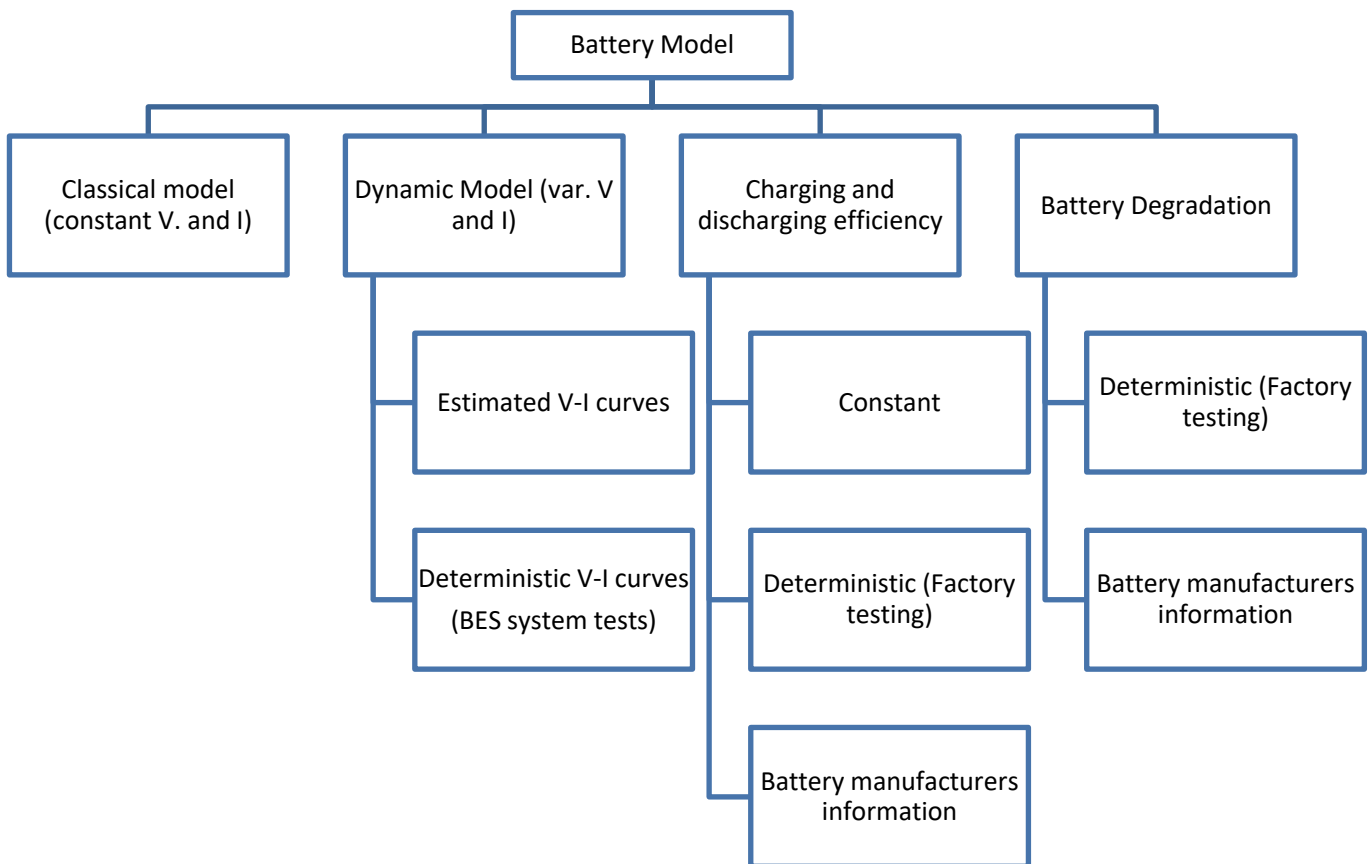 Battery Model
Classical model
(constant V. and I)
Dynamic Model (var. V
and I)
Charging and
discharging efficiency
Battery Degradation
Estimated V-I curves
Constant
Deterministic (Factory
testing)
Deterministic V-I curves
(BES system tests)
Deterministic (Factory
testing)
Battery manufacturers
information
Battery manufacturers
information